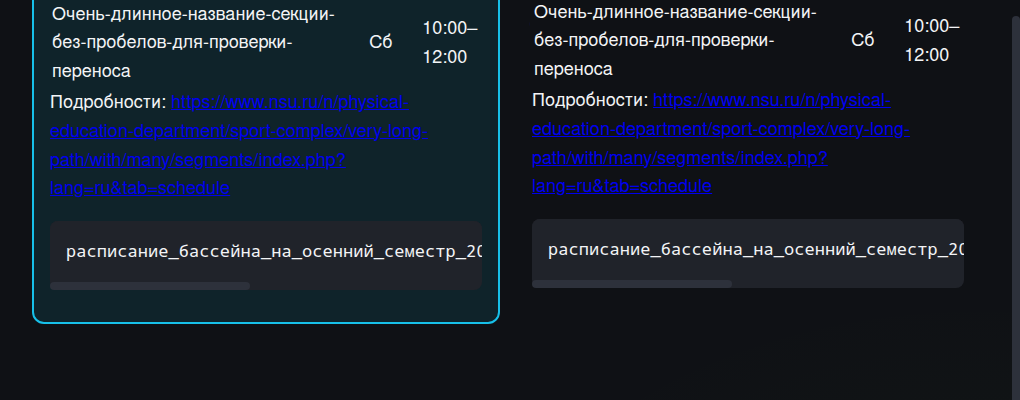 Очень-длинное-название-секции-
без-пробелов-для-проверки-
переноса
Сб
10:00–
12:00
Подробности: https://www.nsu.ru/n/physical-
education-department/sport-complex/very-long-
path/with/many/segments/index.php?
lang=ru&tab=schedule
расписание_бассейна_на_осенний_семестр_20
Очень-длинное-название-секции-
без-пробелов-для-проверки-
переноса
Сб
10:00–
12:00
Подробности: https://www.nsu.ru/n/physical-
education-department/sport-complex/very-long-
path/with/many/segments/index.php?
lang=ru&tab=schedule
расписание_бассейна_на_осенний_семестр_20